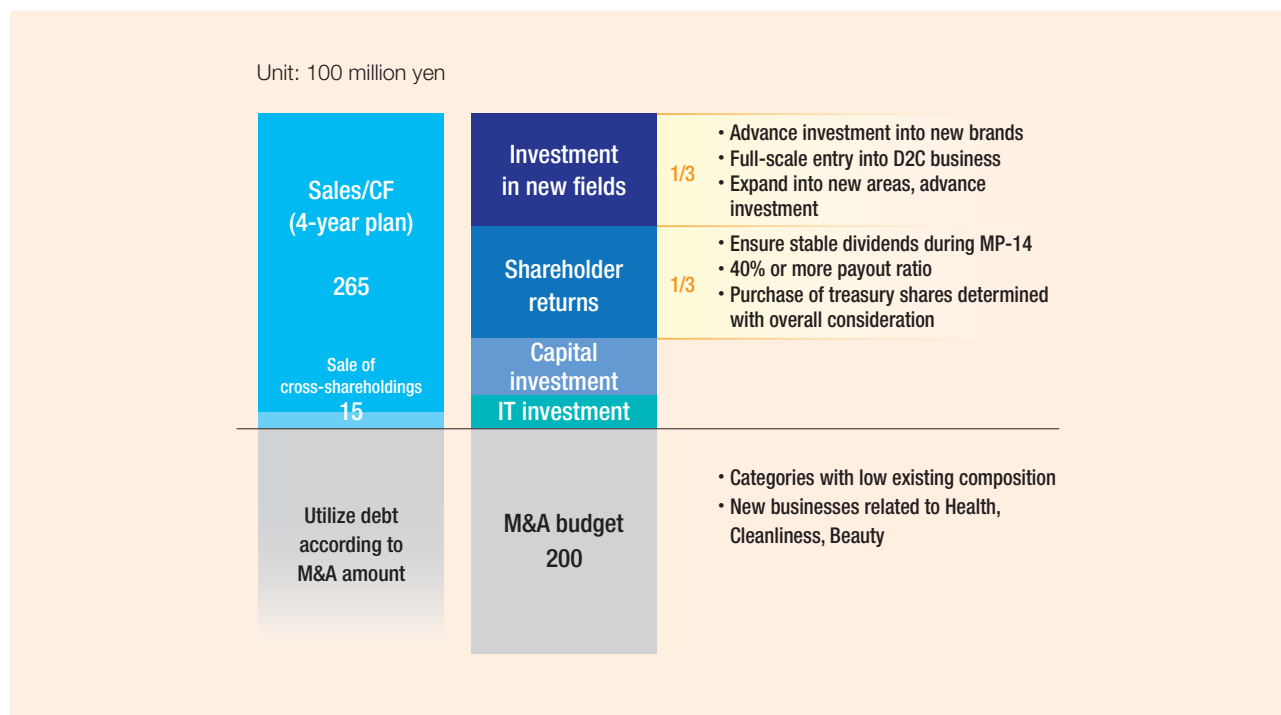 Unit: 100 million yen
Sales/CF
(4-year plan)
265
Sale of
cross-shareholdings
15
Investment
in new fields
1/3
・Advance investment into new brands
・Full-scale entry into D2C business
・Expand into new areas, advance
investment
Shareholder
returns
1/3
・Ensure stable dividends during MP-14
・40% or more payout ratio
・Purchase of treasury shares determined
with overall consideration
Capital
investment
IT investment
Utilize debt
according to
M&A amount
M&A budget
200
・Categories with low existing composition
・New businesses related to Health,
Cleanliness, Beauty